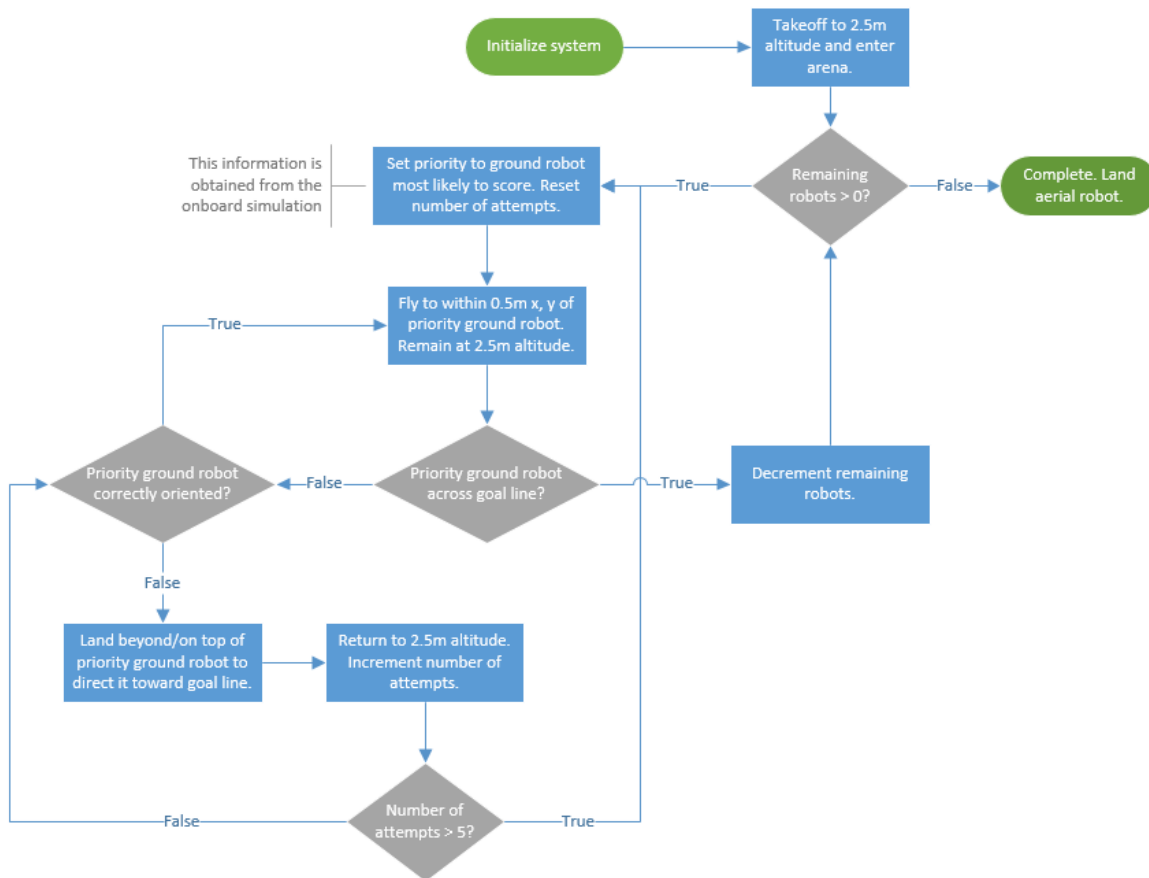 Initialize system
Takeoff to 2.5m
altitude and enter
arena.
This information is
obtained from the
onboard simulation
Set priority to ground robot
most likely to score. Reset
number of attempts.
True
Remaining
robots > 0?
False
Complete. Land
aerial robot.
Fly to within 0.5m x, y of
priority ground robot.
Remain at 2.5m altitude.
True
Priority ground robot
correctly oriented?
False
Priority ground robot
across goal line?
True
Decrement remaining
robots.
False
Land beyond/on top of
priority ground robot to
direct it toward goal line.
Return to 2.5m altitude.
Increment number of
attempts.
False
Number of
attempts > 5?
True